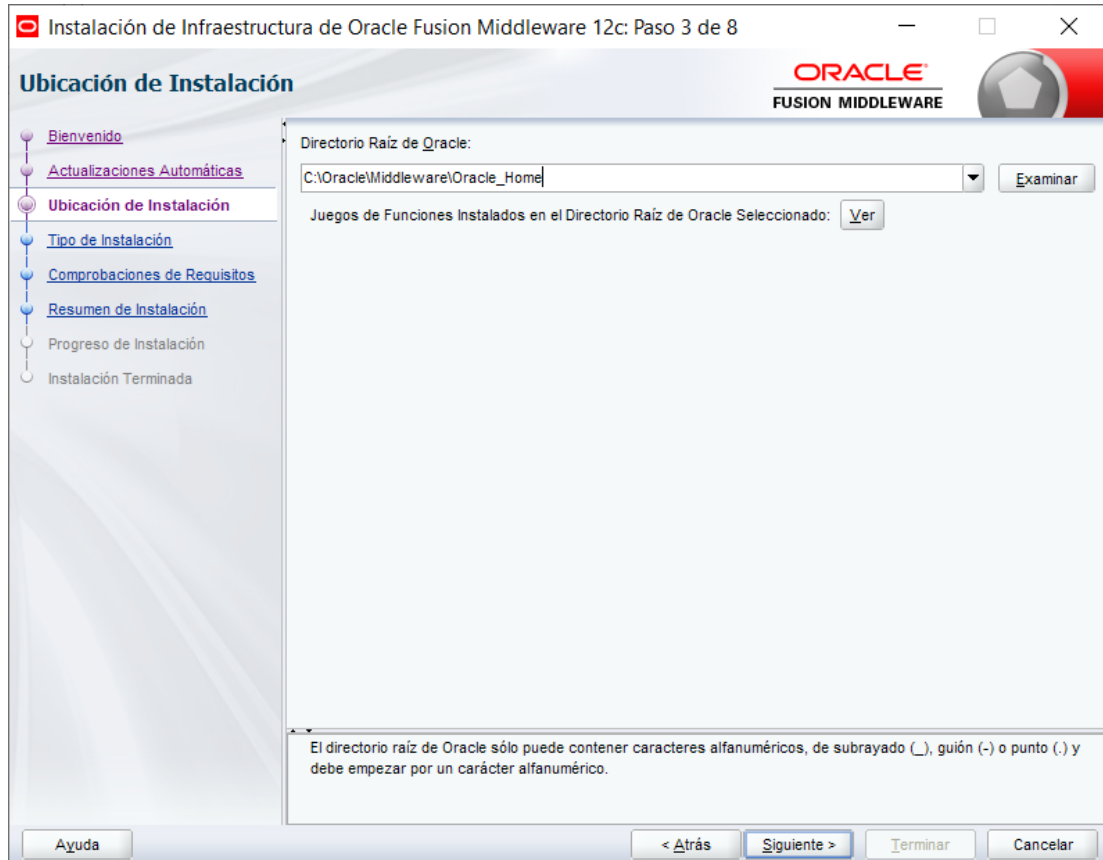 Instalación de Infraestructura de Oracle Fusion Middleware 12c: Paso 3 de 8
Ubicación de Instalación
ORACLE
FUSION MIDDLEWARE
Bienvenido
Actualizaciones Automáticas
Ubicación de Instalación
Tipo de Instalación
Comprobaciones de Requisitos
Resumen de Instalación
Progreso de Instalación
Instalación Terminada
Directorio Raíz de Oracle:
C:\Oracle\Middleware\Oracle_Home
Examinar
Juegos de Funciones Instalados en el Directorio Raíz de Oracle Seleccionado: Ver
El directorio raíz de Oracle sólo puede contener caracteres alfanuméricos, de subrayado (_), guión (-) o punto (.) y
debe empezar por un carácter alfanumérico.
Ayuda < Atrás Siguiente > Terminar Cancelar